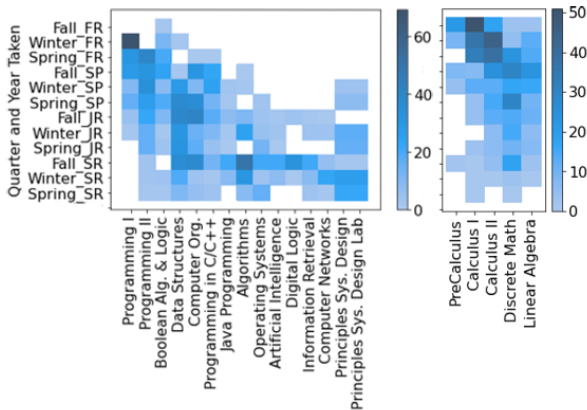 Quarter and Year Taken
Fall_FR
Winter_FR
Spring_FR
Fall_SP
Winter_SP
Spring_SP
Fall_JR
Winter_JR
Spring_JR
Fall_SR
Winter_SR
Spring_SR
Programming I
Programming II
Boolean Alg. & Logic
Data Structures
Computer Org.
Programming in C/C++
Java Programming
Algorithms
Operating Systems
Artificial Intelligence
Digital Logic
Information Retrieval
Computer Networks
Principles Sys. Design
Principles Sys. Design Lab
60
40
20
0
PreCalculus
Calculus I
Calculus II
Discrete Math
Linear Algebra
50
40
30
20
10
0